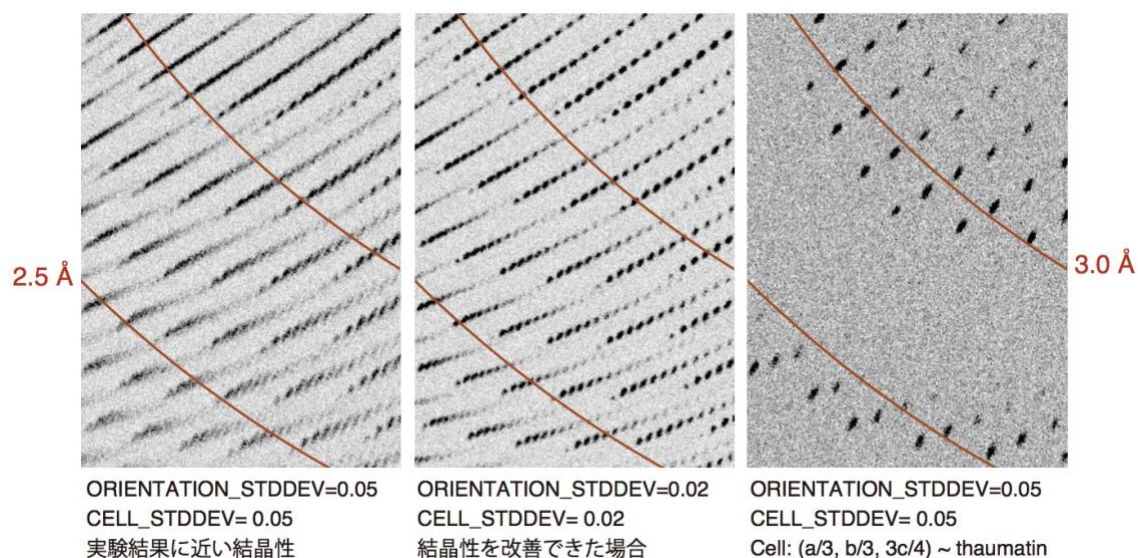 2.5 Å
3.0 Å
ORIENTATION_STDDEV=0.05
CELL_STDDEV= 0.05
実験結果に近い結晶性
ORIENTATION_STDDEV=0.02
CELL_STDDEV= 0.02
結晶性を改善できた場合
ORIENTATION_STDDEV=0.05
CELL_STDDEV= 0.05
Cell: (a/3, b/3, 3c/4) ~ thaumatin